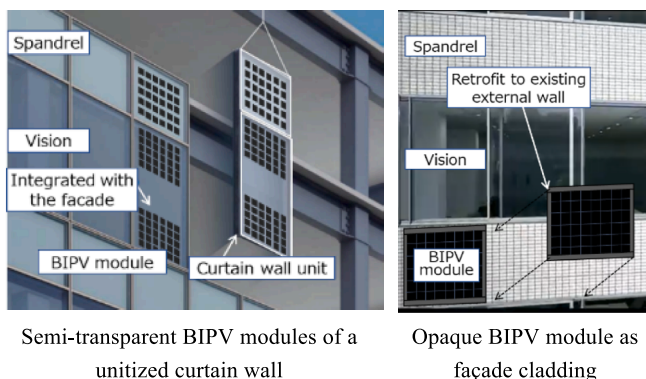 Spandrel
Vision
Integrated with
the facade
BIPV module
Curtain wall unit
Semi-transparent BIPV modules of a
unitized curtain wall
Spandrel
Retrofit to existing
external wall
Vision
BIPV
module
Opaque BIPV module as
façade cladding